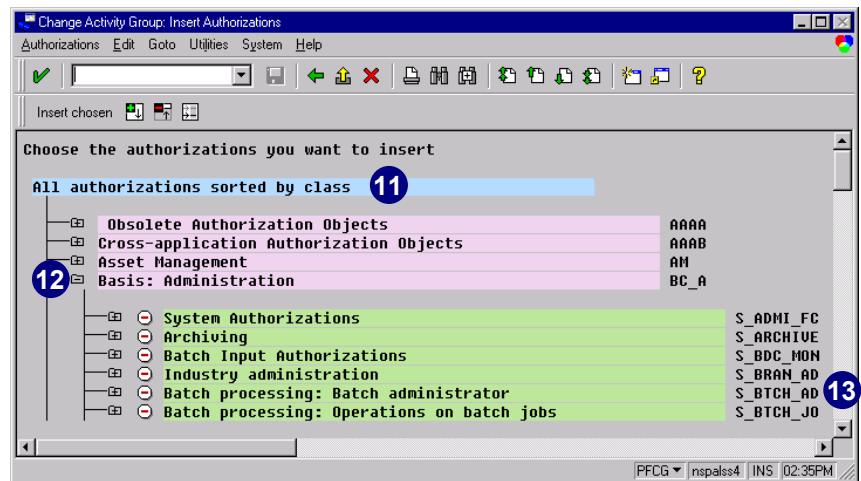 Change Activity Group: Insert Authorizations
Authorizations Edit Goto Utilities System Help
Insert chosen
Choose the authorizations you want to insert
All authorizations sorted by class 11
Obsolete Authorization Objects AAAA
Cross-application Authorization Objects AAAB
Asset Management AM
12 Basis: Administration BC_A
System Authorizations S_ADMI_FC
Archiving S_ARCHIVE
Batch Input Authorizations S_BDC_MON
Industry administration S_BRAN_AD
Batch processing: Batch administrator S_BTCH_AD 13
Batch processing: Operations on batch jobs S_BTCH_JO
PFCG nspalss4 INS 02:35PM